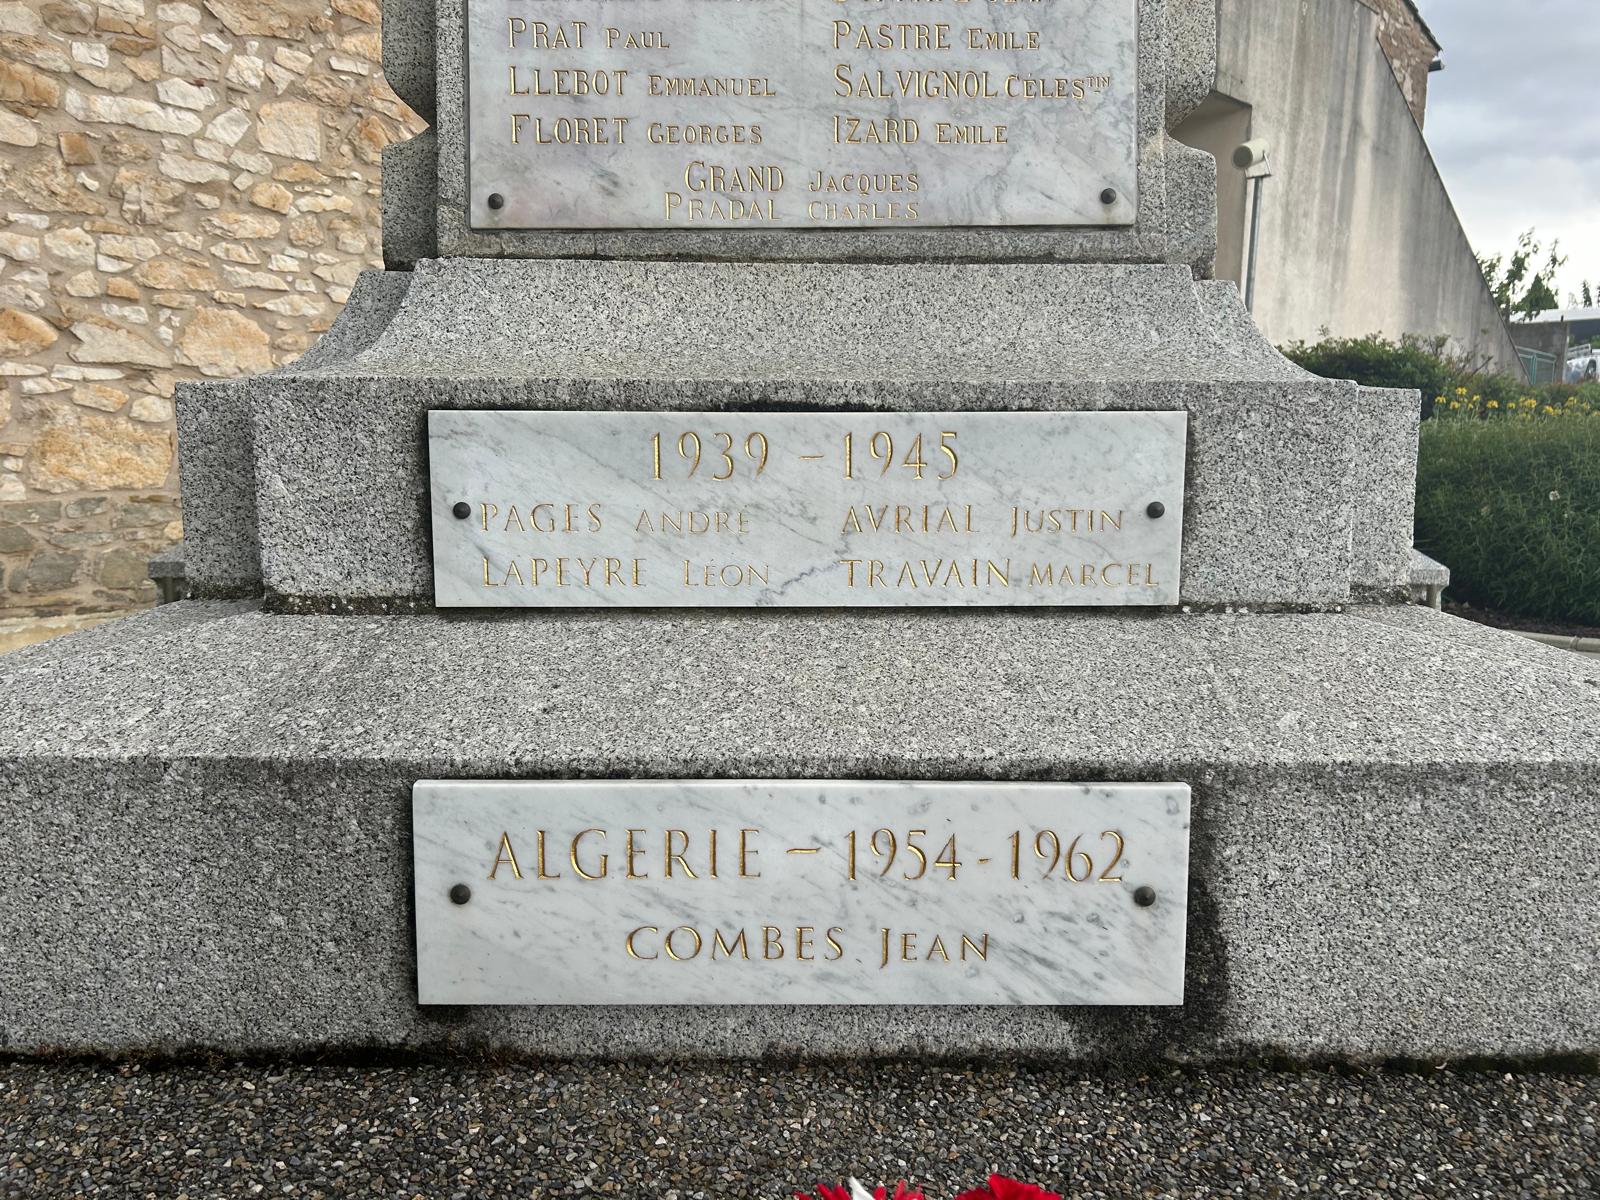 PRAT PAUL PASTRE EMILE
LLEBOT EMMANUEL SALVIGNOL CÉLESTIN
FLORET GEORGES IZARD EMILE
GRAND JACQUES
PRADAL CHARLES
1939 - 1945
PAGES ANDRÉ AVRIAL JUSTIN
LAPEYRE LÉON TRAVAIN MARCEL
ALGERIE - 1954 - 1962
COMBES JEAN